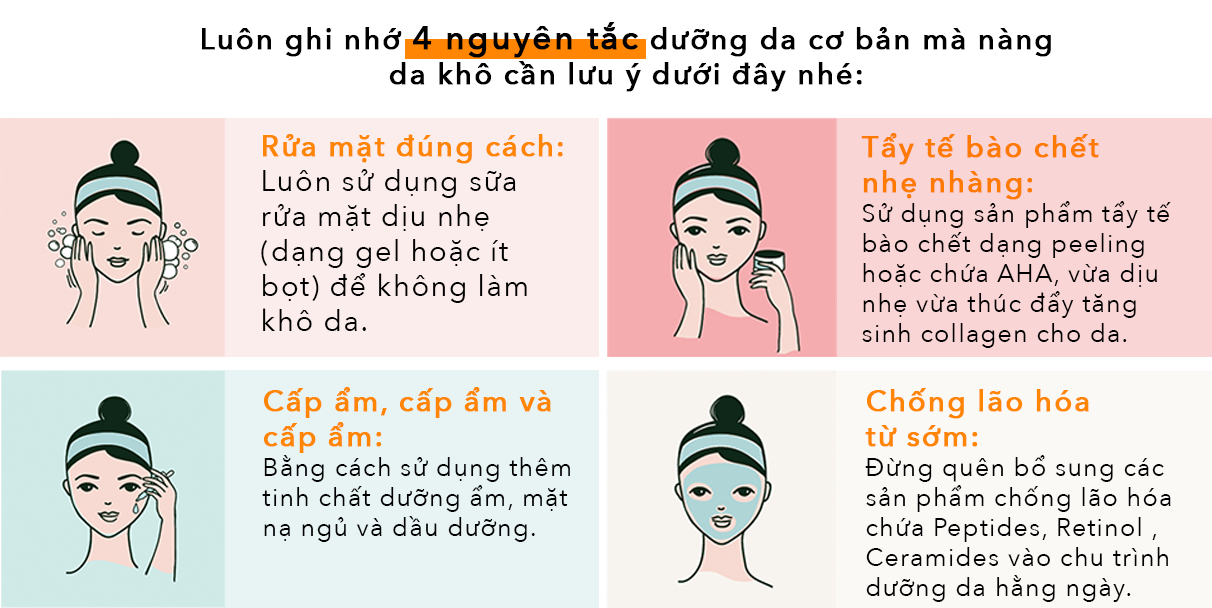 Luôn ghi nhớ 4 nguyên tắc dưỡng da cơ bản mà nàng
da khô cần lưu ý dưới đây nhé:
Rửa mặt đúng cách:
Luôn sử dụng sữa
rửa mặt dịu nhẹ
(dạng gel hoặc ít
bọt) để không làm
khô da.
Tẩy tế bào chết
nhẹ nhàng:
Sử dụng sản phẩm tẩy tế
bào chết dạng peeling
hoặc chứa AHA, vừa dịu
nhẹ vừa thúc đẩy tăng
sinh collagen cho da.
Cấp ẩm, cấp ẩm và
cấp ẩm:
Bằng cách sử dụng thêm
tinh chất dưỡng ẩm, mặt
nạ ngủ và dầu dưỡng.
Chống lão hóa
từ sớm:
Đừng quên bổ sung các
sản phẩm chống lão hóa
chứa Peptides, Retinol ,
Ceramides vào chu trình
dưỡng da hằng ngày.